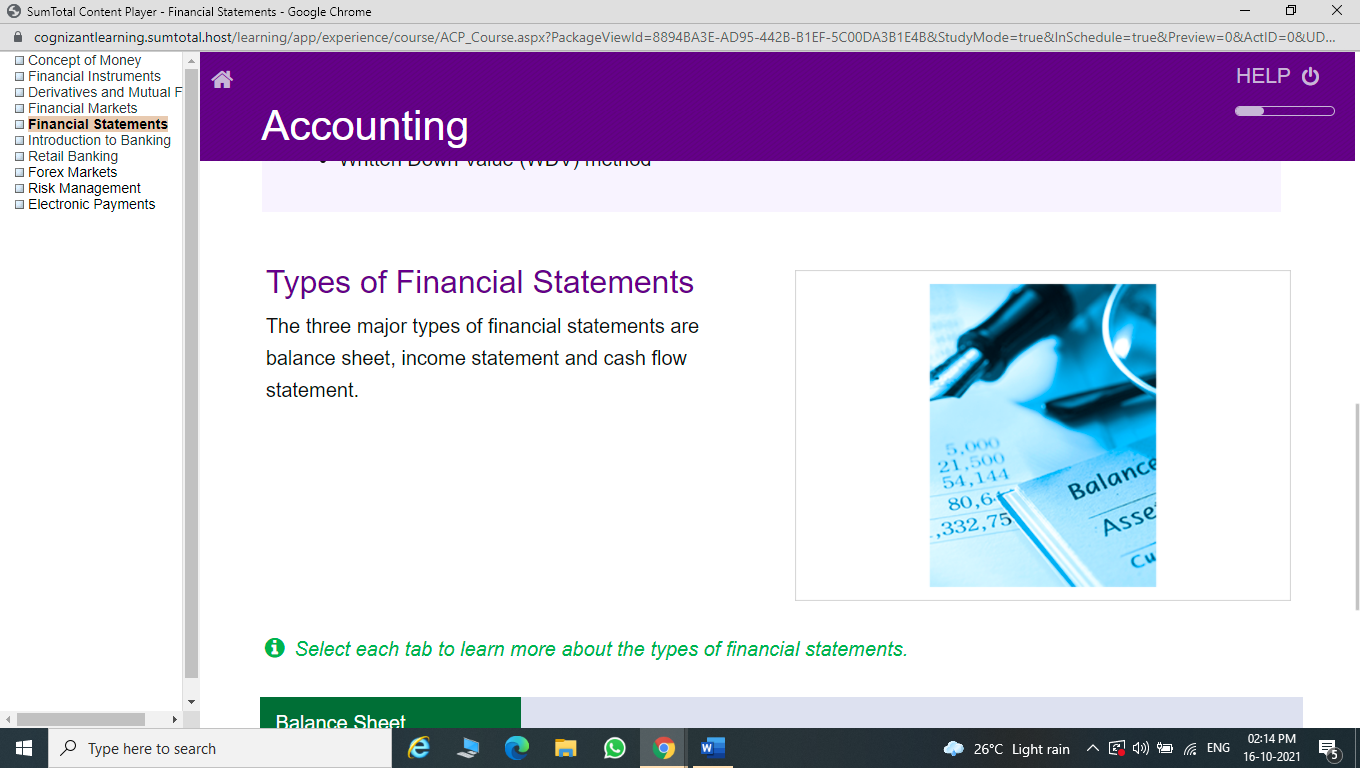 SumTotal Content Player - Financial Statements - Google Chrome
cognizantlearning.sumtotal.host/learning/app/experience/course/ACP_Course.aspx?PackageViewId=8894BA3E-AD95-442B-B1EF-5C00DA3B1E4B&StudyMode=true&InSchedule=true&Preview=0&ActID=0&UD...
Concept of Money
Financial Instruments
Derivatives and Mutual F
Financial Markets
Financial Statements
Introduction to Banking
Retail Banking
Forex Markets
Risk Management
Electronic Payments
HELP
Accounting
Written Down Value (WDV) method
Types of Financial Statements
The three major types of financial statements are
balance sheet, income statement and cash flow
statement.
5,000
21,500
54,144
80,64
,332,75
Balance
Asse
Cu
Select each tab to learn more about the types of financial statements.
Balance Sheet
Type here to search
26°C Light rain
ENG
02:14 PM
16-10-2021
5